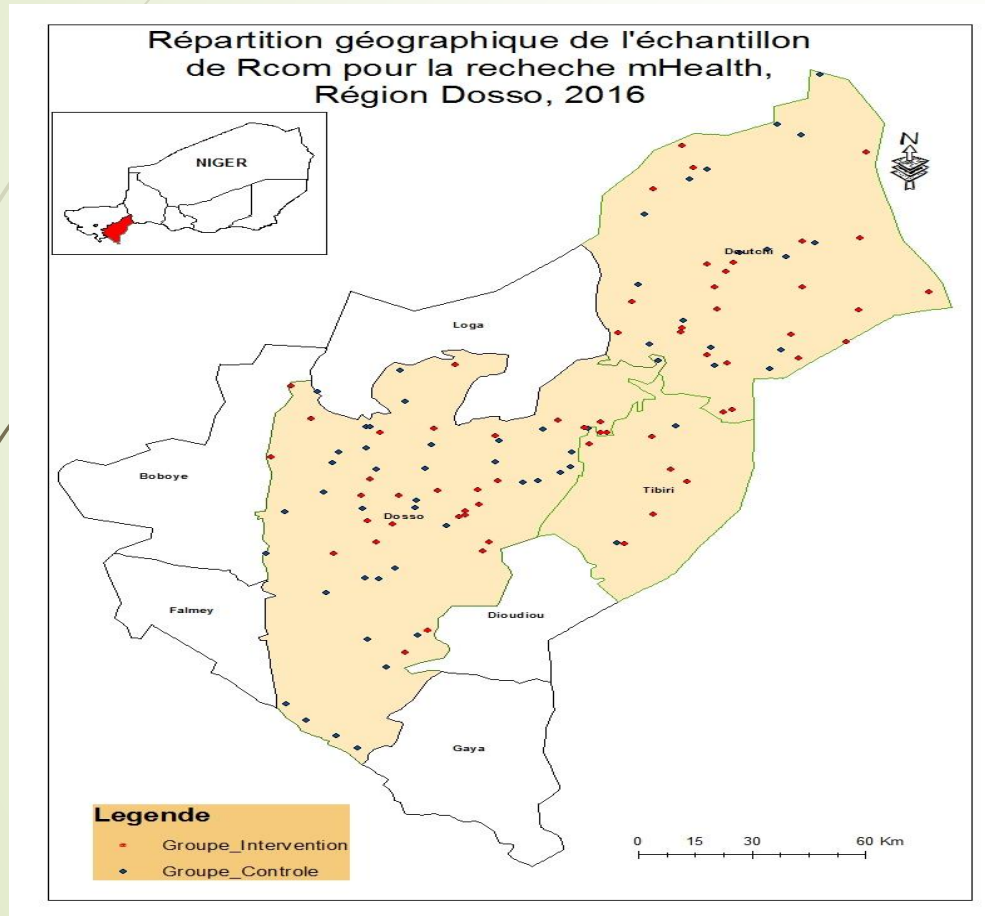 Répartition géographique de l'échantillon
de Rcom pour la recheche mHealth,
Région Dosso, 2016
NIGER
N
Doutchi
Loga
Boboye
Tibiri
Dosso
Falmey
Dioudiou
Gaya
Legende
Groupe_Intervention
Groupe_Controle
0 15 30 60 Km